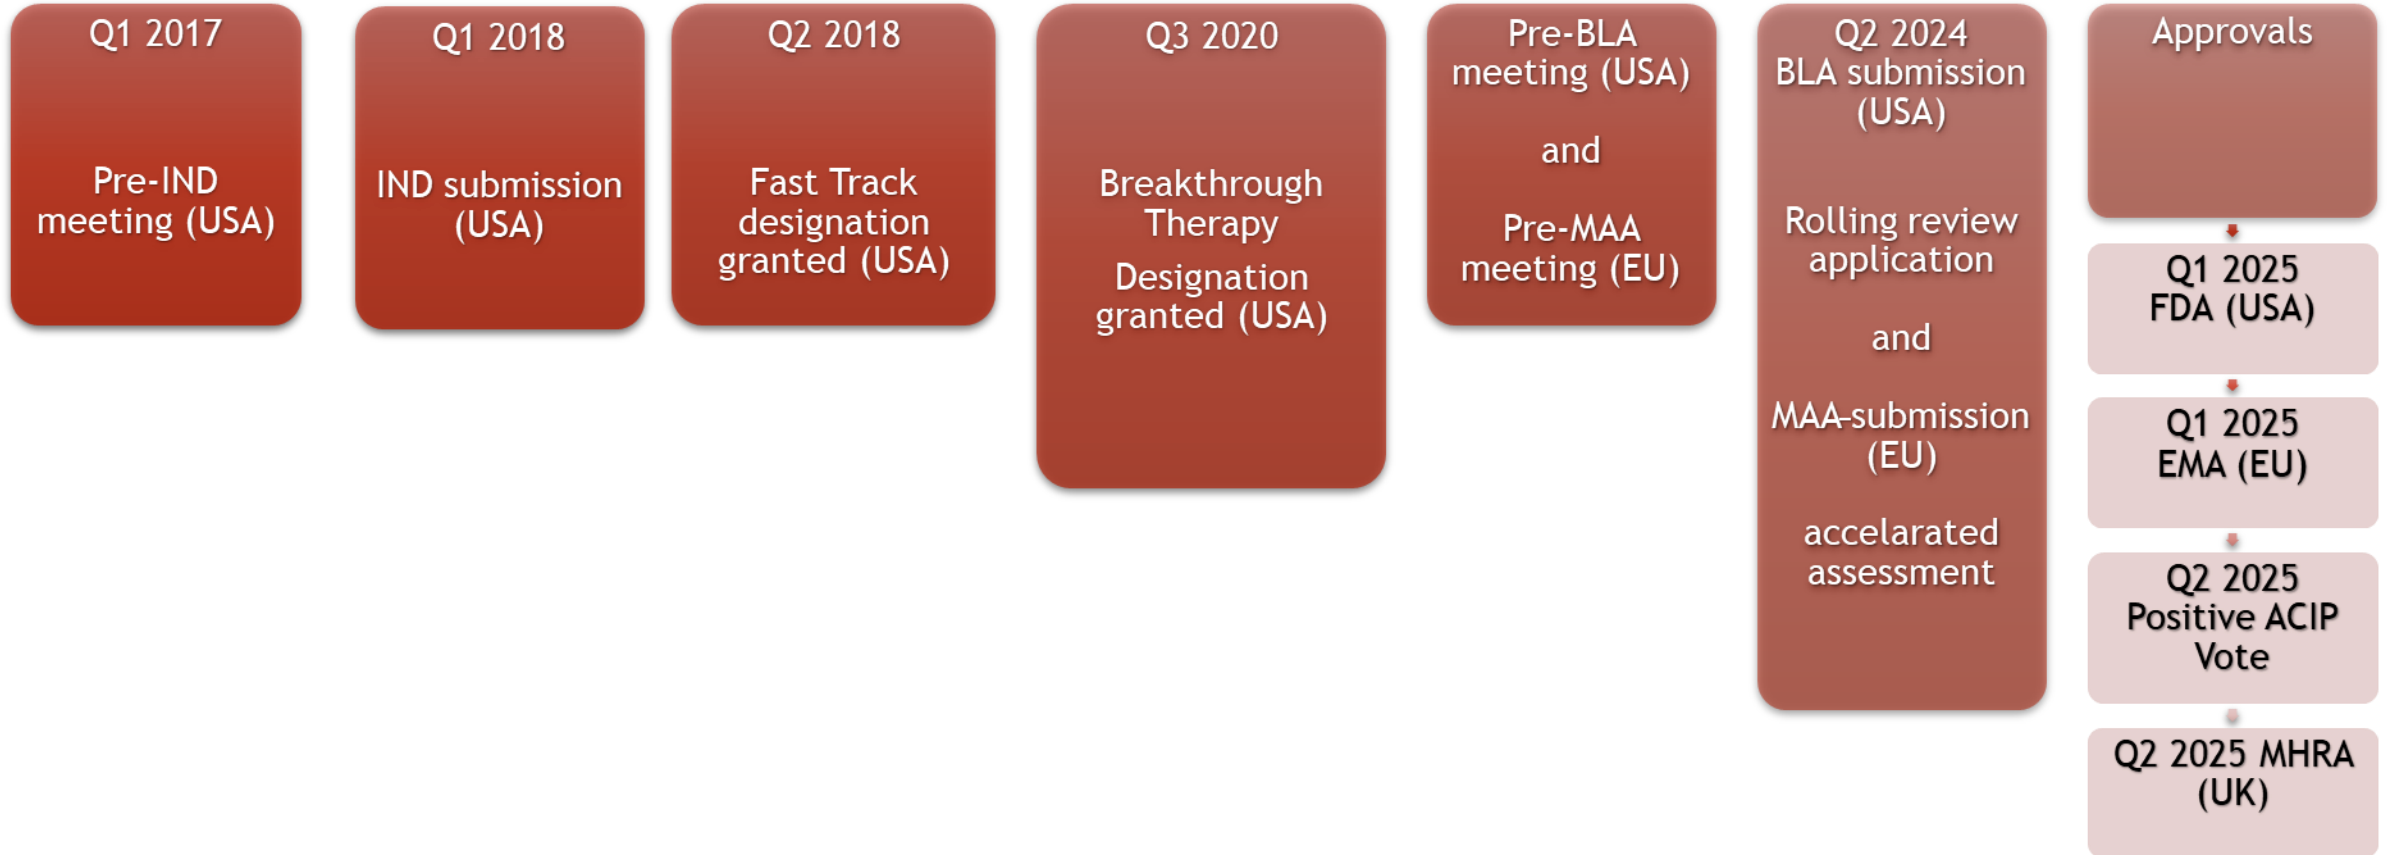 Q1 2017
Pre-IND
meeting (USA)
Q1 2018
IND submission
(USA)
Q2 2018
Fast Track
designation
granted (USA)
Q3 2020
Breakthrough
Therapy
Designation
granted (USA)
Pre-BLA
meeting (USA)
and
Pre-MAA
meeting (EU)
Q2 2024
BLA submission
(USA)
Rolling review
application
and
MAA-submission
(EU)
accelarated
assessment
Approvals
Q1 2025
FDA (USA)
Q1 2025
EMA (EU)
Q2 2025
Positive ACIP
Vote
Q2 2025 MHRA
(UK)